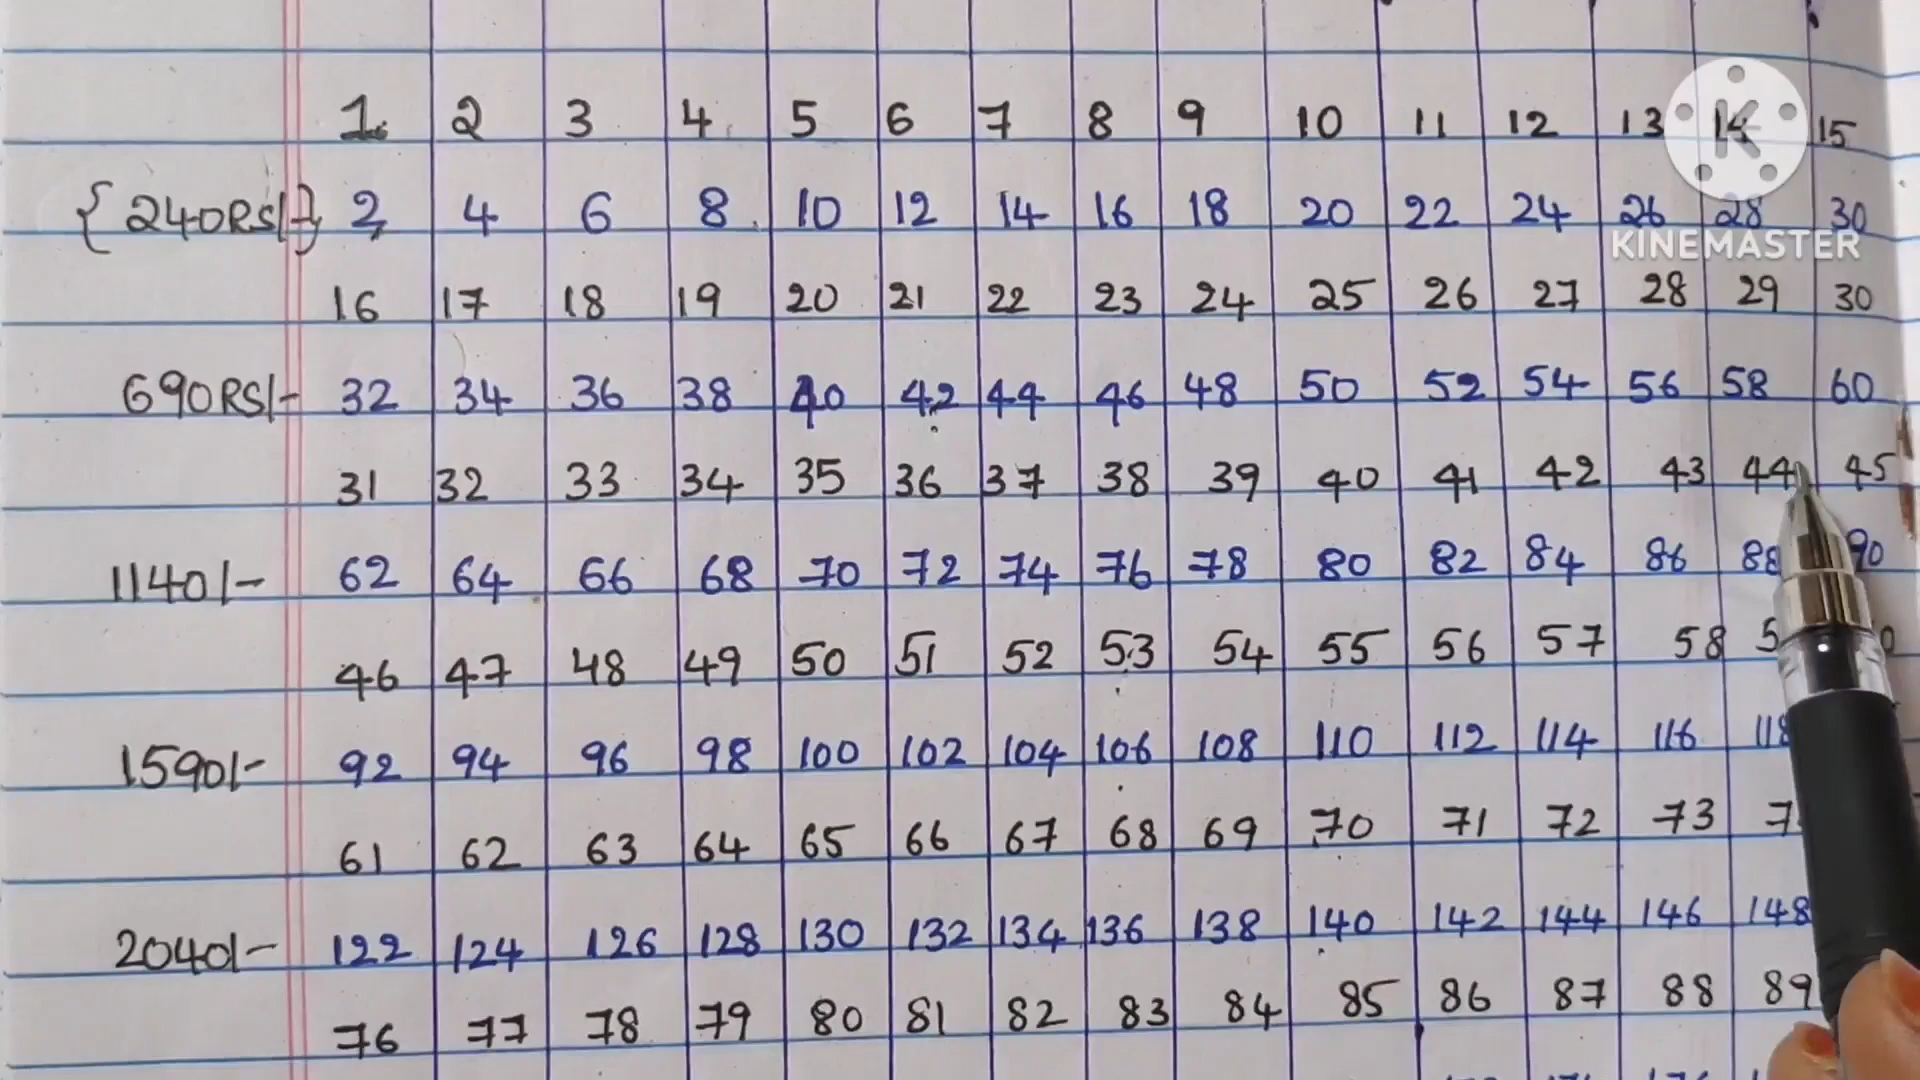 1 2 3 4 5 6 7 8 9 10 11 12 13 14 15
{240RS/-} 2 4 6 8 10 12 14 16 18 20 22 24 26 28 30
KINEMASTER
16 17 18 19 20 21 22 23 24 25 26 27 28 29 30
690RS/- 32 34 36 38 40 42 44 46 48 50 52 54 56 58 60
31 32 33 34 35 36 37 38 39 40 41 42 43 44 45
1140/- 62 64 66 68 70 72 74 76 78 80 82 84 86 88 90
46 47 48 49 50 51 52 53 54 55 56 57 58
1590/- 92 94 96 98 100 102 104 106 108 110 112 114 116 118
61 62 63 64 65 66 67 68 69 70 71 72 73
2040/- 122 124 126 128 130 132 134 136 138 140 142 144 146 148
76 77 78 79 80 81 82 83 84 85 86 87 88 89